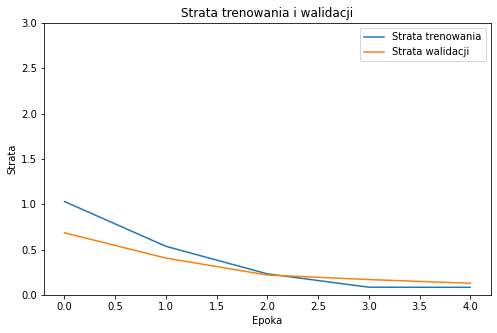 Strata trenowania i walidacji
Strata trenowania
Strata walidacji
Strata
3.0
2.5
2.0
1.5
1.0
0.5
0.0
0.0 0.5 1.0 1.5 2.0 2.5 3.0 3.5 4.0
Epoka